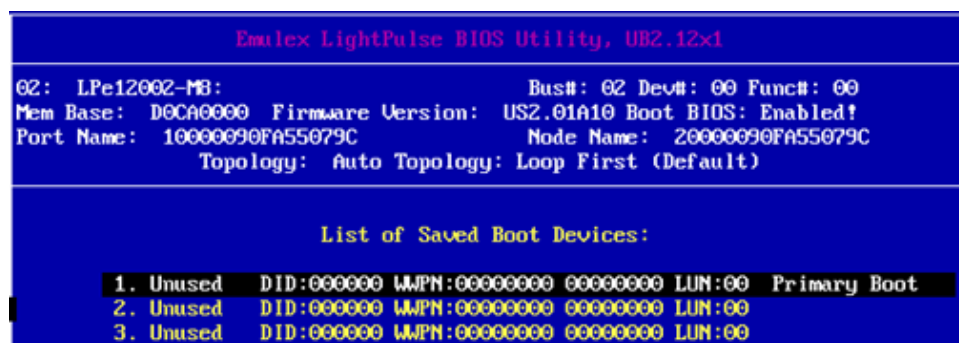 Emulex LightPulse BIOS Utility, UB2.12x1
02: LPe12002-M8: Bus#: 02 Dev#: 00 Func#: 00
Mem Base: D0CA0000 Firmware Version: US2.01A10 Boot BIOS: Enabled!
Port Name: 10000090FA55079C Node Name: 20000090FA55079C
Topology: Auto Topology: Loop First (Default)
List of Saved Boot Devices:
1. Unused DID:000000 WWPN:00000000 00000000 LUN:00 Primary Boot
2. Unused DID:000000 WWPN:00000000 00000000 LUN:00
3. Unused DID:000000 WWPN:00000000 00000000 LUN:00